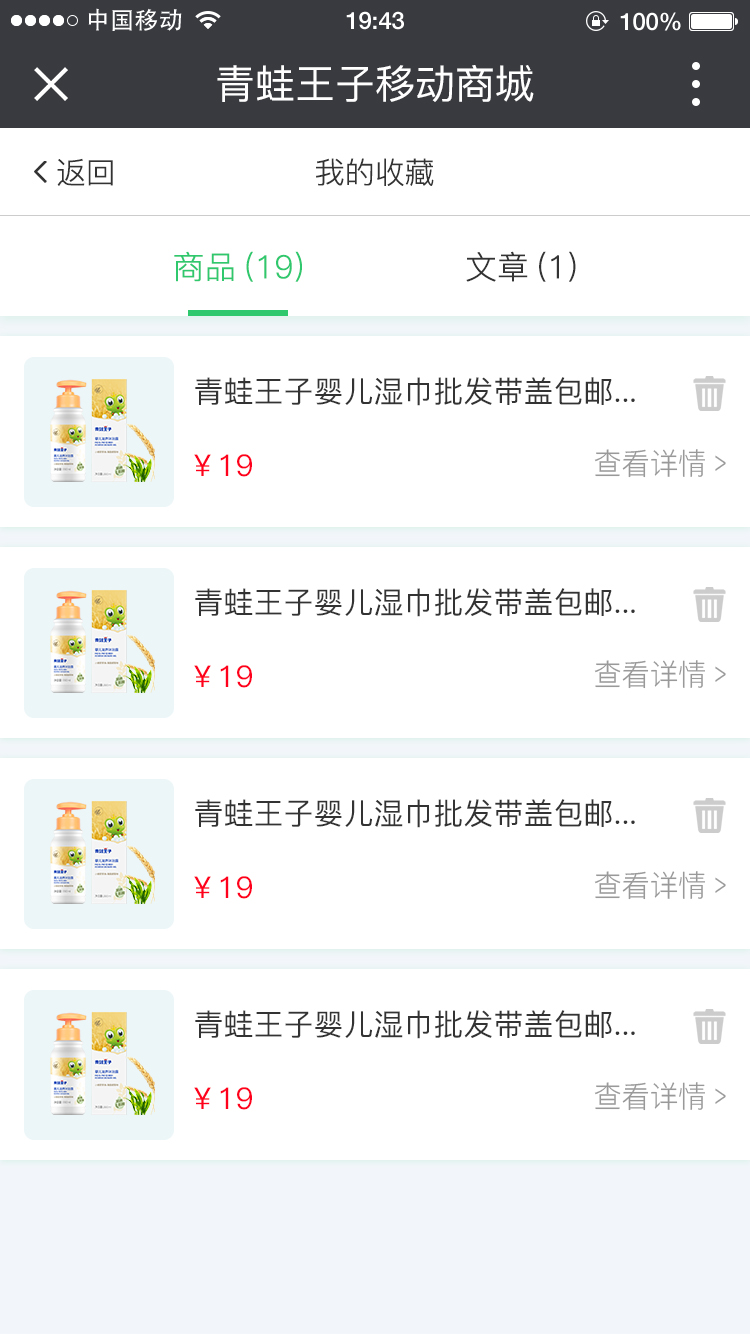 中国移动 19:43 100%
青蛙王子移动商城
返回 我的收藏
商品 (19) 文章 (1)
青蛙王子婴儿湿巾批发带盖包邮...
¥ 19 查看详情 >
青蛙王子婴儿湿巾批发带盖包邮...
¥ 19 查看详情 >
青蛙王子婴儿湿巾批发带盖包邮...
¥ 19 查看详情 >
青蛙王子婴儿湿巾批发带盖包邮...
¥ 19 查看详情 >